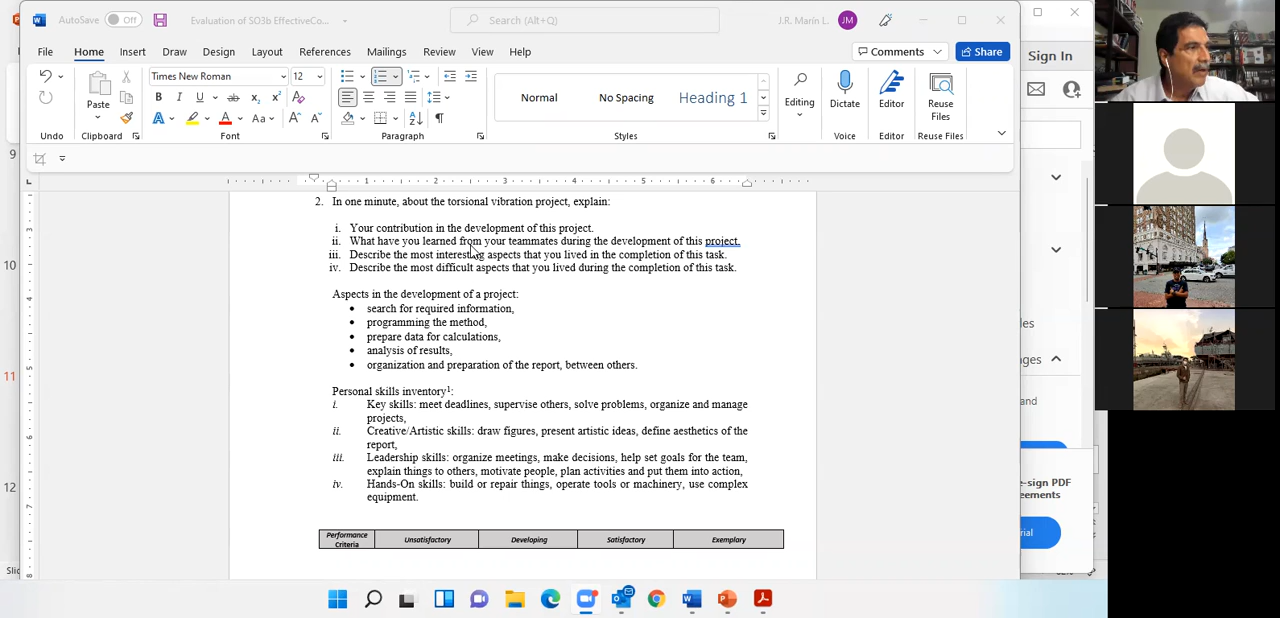 AutoSave Off Evaluation of SO3b EffectiveCo... Search (Alt+Q) J.R. Marín L. JM
File Home Insert Draw Design Layout References Mailings Review View Help Comments Share
Times New Roman 12
Paste Normal No Spacing Heading 1 Editing Dictate Editor Reuse Files
Undo Clipboard Font Paragraph Styles Voice Editor Reuse Files
Sign In
2. In one minute, about the torsional vibration project, explain:
i. Your contribution in the development of this project.
ii. What have you learned from your teammates during the development of this project.
iii. Describe the most interesting aspects that you lived in the completion of this task.
iv. Describe the most difficult aspects that you lived during the completion of this task.
Aspects in the development of a project:
• search for required information,
• programming the method,
• prepare data for calculations,
• analysis of results,
• organization and preparation of the report, between others.
Personal skills inventory1:
i. Key skills: meet deadlines, supervise others, solve problems, organize and manage
projects,
ii. Creative/Artistic skills: draw figures, present artistic ideas, define aesthetics of the
report,
iii. Leadership skills: organize meetings, make decisions, help set goals for the team,
explain things to others, motivate people, plan activities and put them into action,
iv. Hands-On skills: build or repair things, operate tools or machinery, use complex
equipment.
Performance Criteria Unsatisfactory Developing Satisfactory Exemplary
9
10
11
12